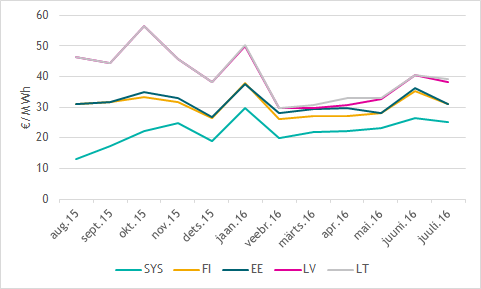 60
50
40
30
20
10
0
€/MWh
aug.15
sept.15
okt.15
nov.15
dets.15
jaan.16
veebr.16
märts.16
apr.16
mai.16
juuni.16
juuli.16
SYS FI EE LV LT